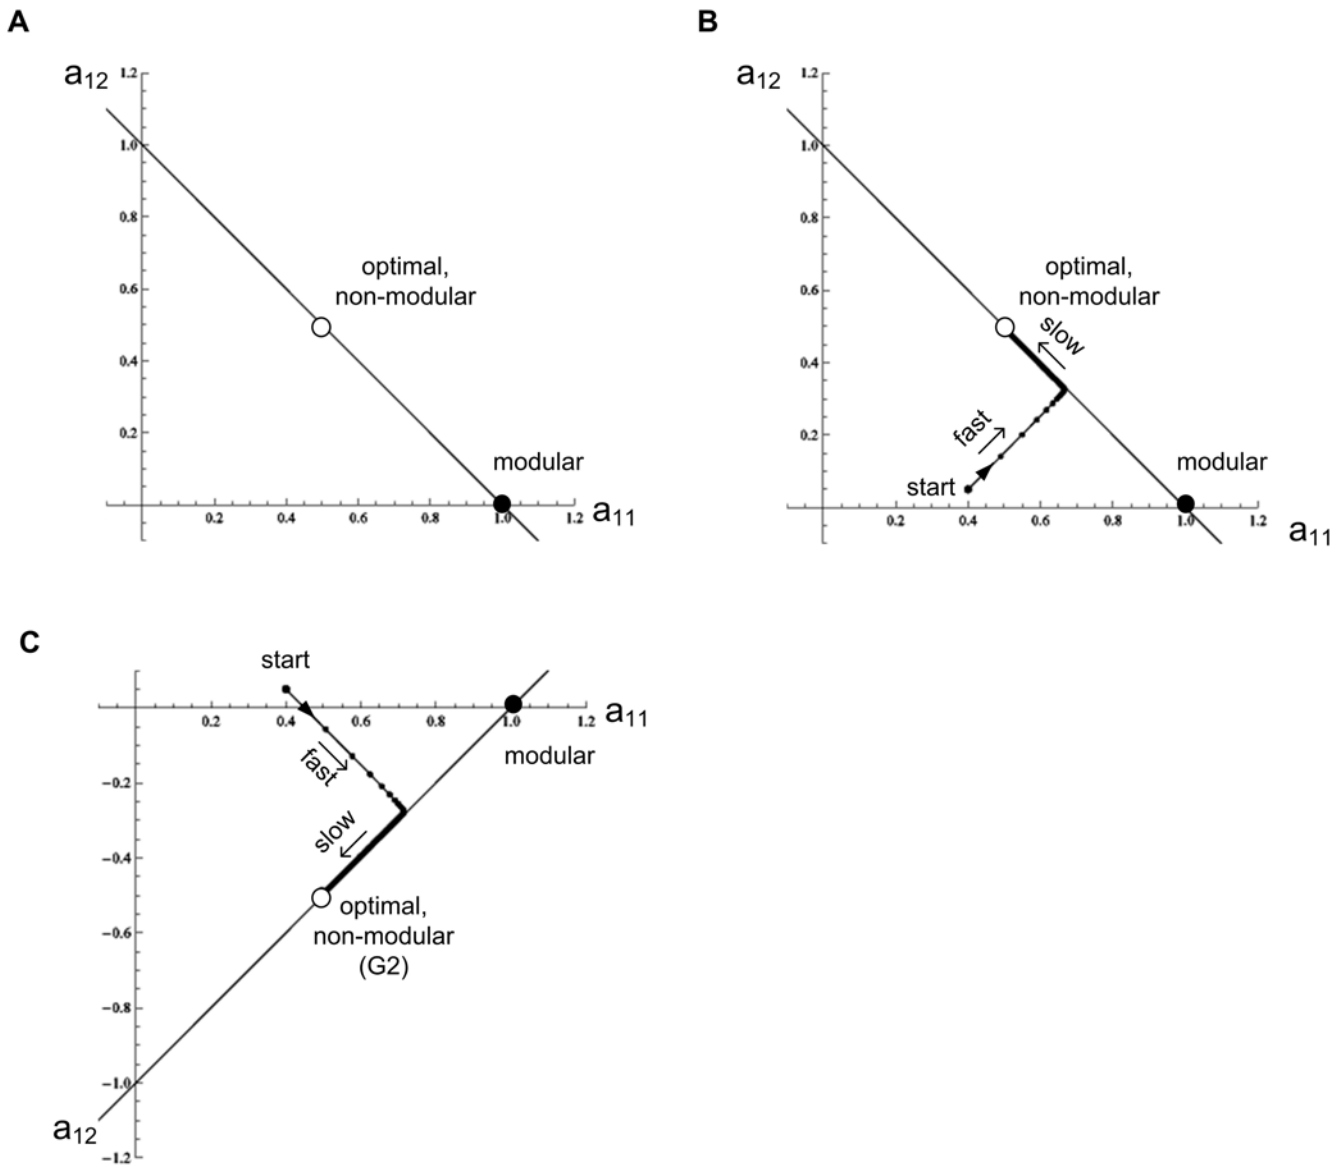 A
a12
1.2
1.0
0.8
0.6
0.4
0.2
optimal,
non-modular
modular
0.2 0.4 0.6 0.8 1.0 1.2
a11
B
a12
1.2
1.0
0.8
0.6
0.4
0.2
optimal,
non-modular
slow
fast
start
modular
0.2 0.4 0.6 0.8 1.0 1.2
a11
C
start
0.2 0.4 0.6 0.8 1.0 1.2
a11
modular
fast
slow
optimal,
non-modular
(G2)
−0.2
−0.4
−0.6
−0.8
−1.0
−1.2
a12